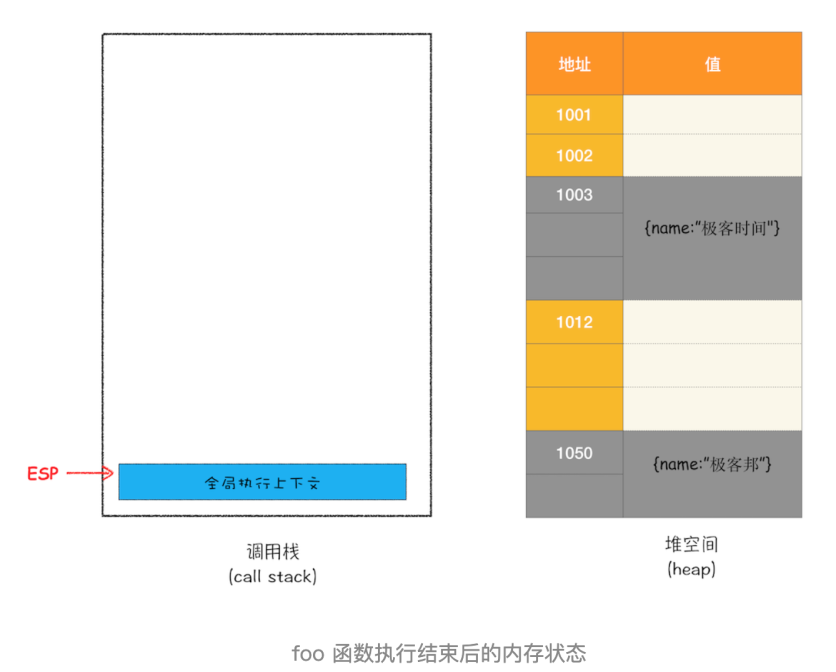 ESP
全局执行上下文
调用栈
(call stack)
地址 值
1001
1002
1003
{name:"极客时间"}
1012
1050
{name:"极客邦"}
堆空间
(heap)
foo 函数执行结束后的内存状态